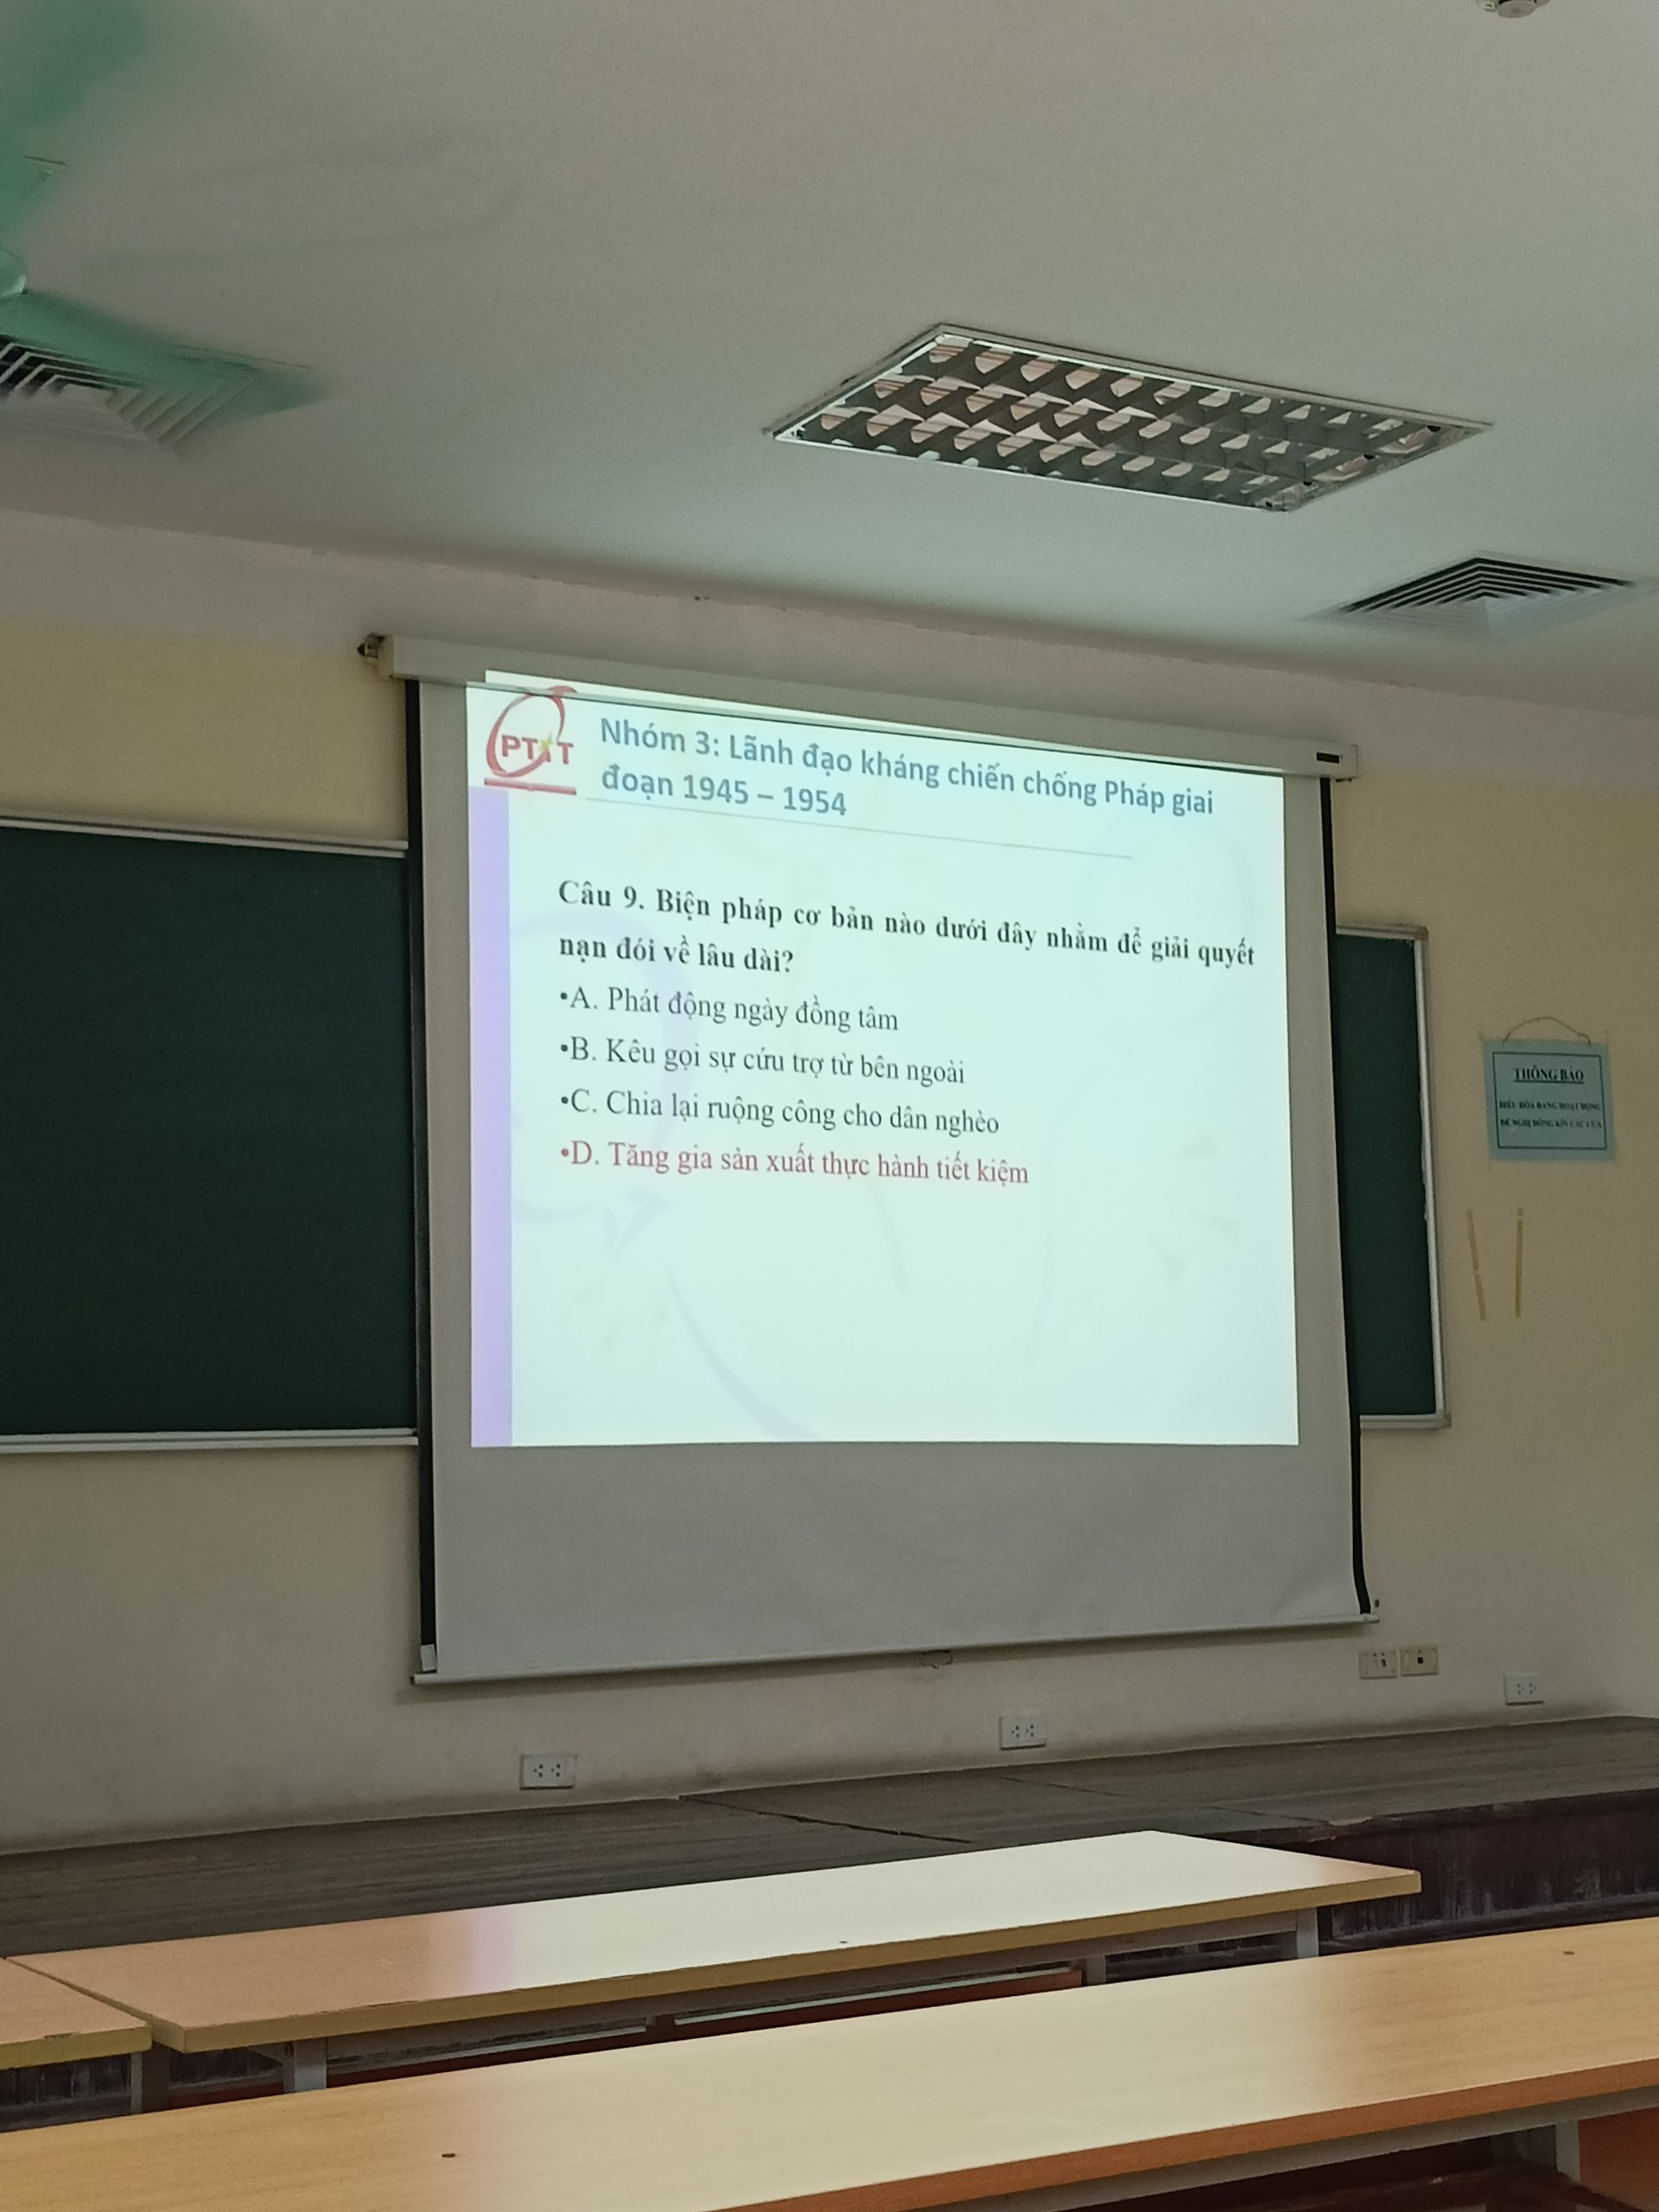 PTIT
Nhóm 3: Lãnh đạo kháng chiến chống Pháp giai
đoạn 1945 – 1954
Câu 9. Biện pháp cơ bản nào dưới đây nhằm để giải quyết
nạn đói về lâu dài?
•A. Phát động ngày đồng tâm
•B. Kêu gọi sự cứu trợ từ bên ngoài
•C. Chia lại ruộng công cho dân nghèo
•D. Tăng gia sản xuất thực hành tiết kiệm
THÔNG BÁO
ĐIỀU HÒA ĐANG HOẠT ĐỘNG
ĐỀ NGHỊ ĐÓNG KÍN CÁC CỬA